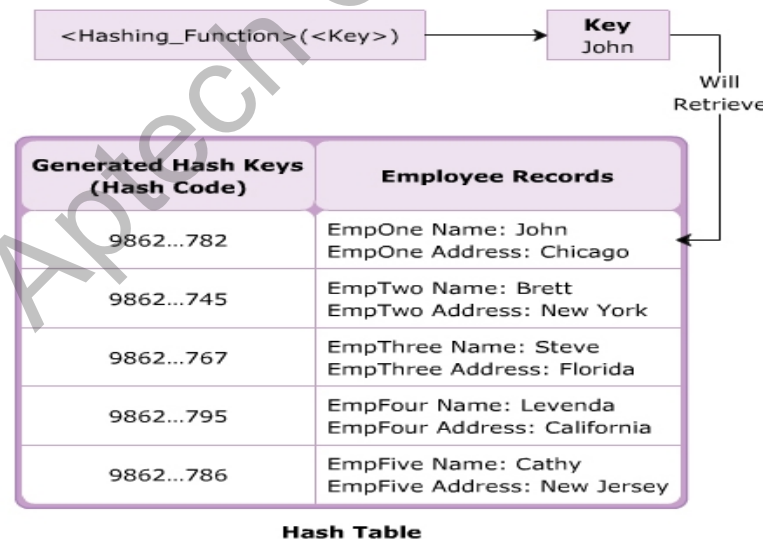 <Hashing_Function>(<Key>)
Key
John
Will
Retrieve
Generated Hash Keys
(Hash Code)
Employee Records
9862...782
EmpOne Name: John
EmpOne Address: Chicago
9862...745
EmpTwo Name: Brett
EmpTwo Address: New York
9862...767
EmpThree Name: Steve
EmpThree Address: Florida
9862...795
EmpFour Name: Levenda
EmpFour Address: California
9862...786
EmpFive Name: Cathy
EmpFive Address: New Jersey
Hash Table
Aptech